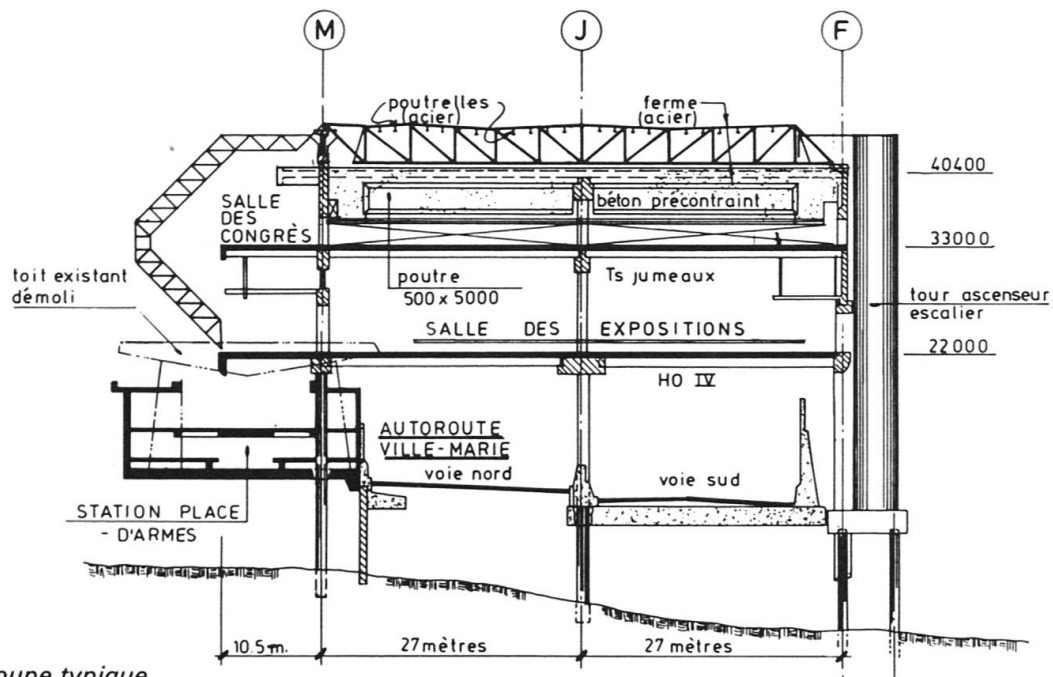 M
J
F
poutrelles
(acier)
ferme
(acier)
40400
béton précontraint
SALLE
DES
CONGRÈS
33000
toit existant
démoli
poutre
500 x 5000
Ts jumeaux
tour ascenseur
escalier
SALLE DES EXPOSITIONS
22000
HO IV
AUTOROUTE
VILLE-MARIE
voie nord
voie sud
STATION PLACE
- D'ARMES
10.5 m.
27 mètres
27 mètres
oupe typique